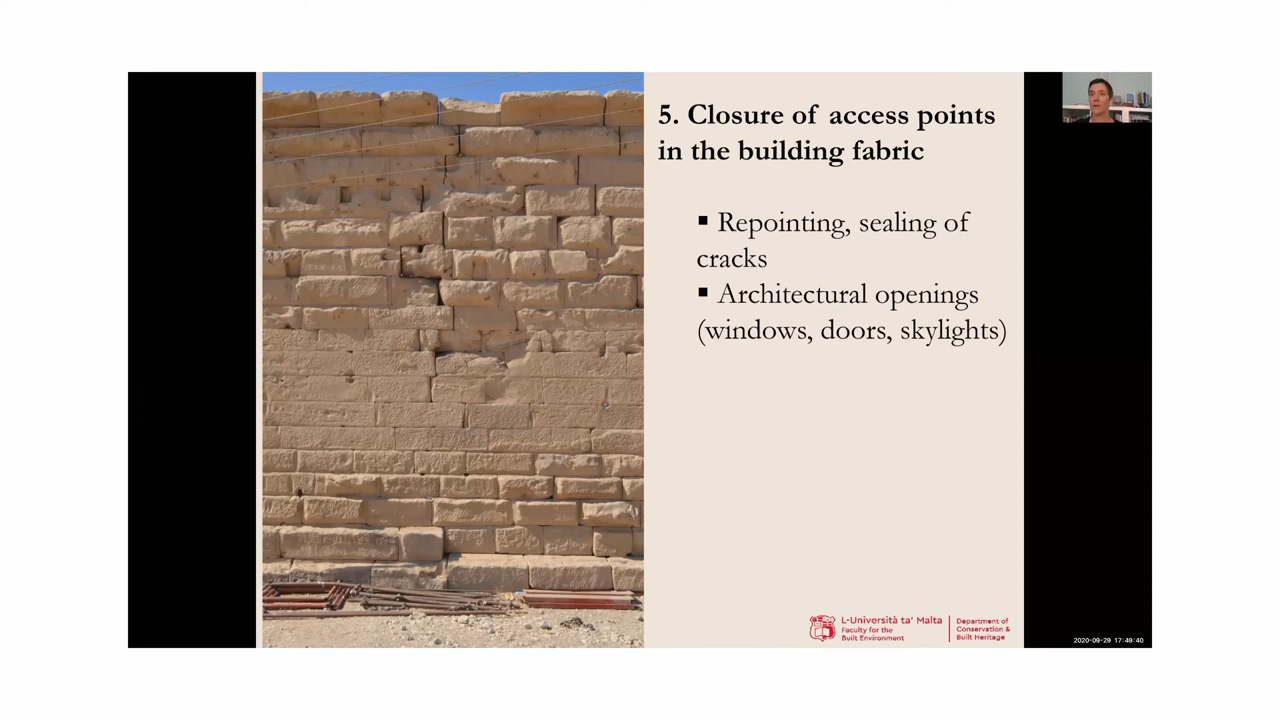 5. Closure of access points
in the building fabric
▪ Repointing, sealing of
cracks
▪ Architectural openings
(windows, doors, skylights)
L-Università ta' Malta
Faculty for the
Built Environment
Department of
Conservation &
Built Heritage
2020-09-29 17:49:40